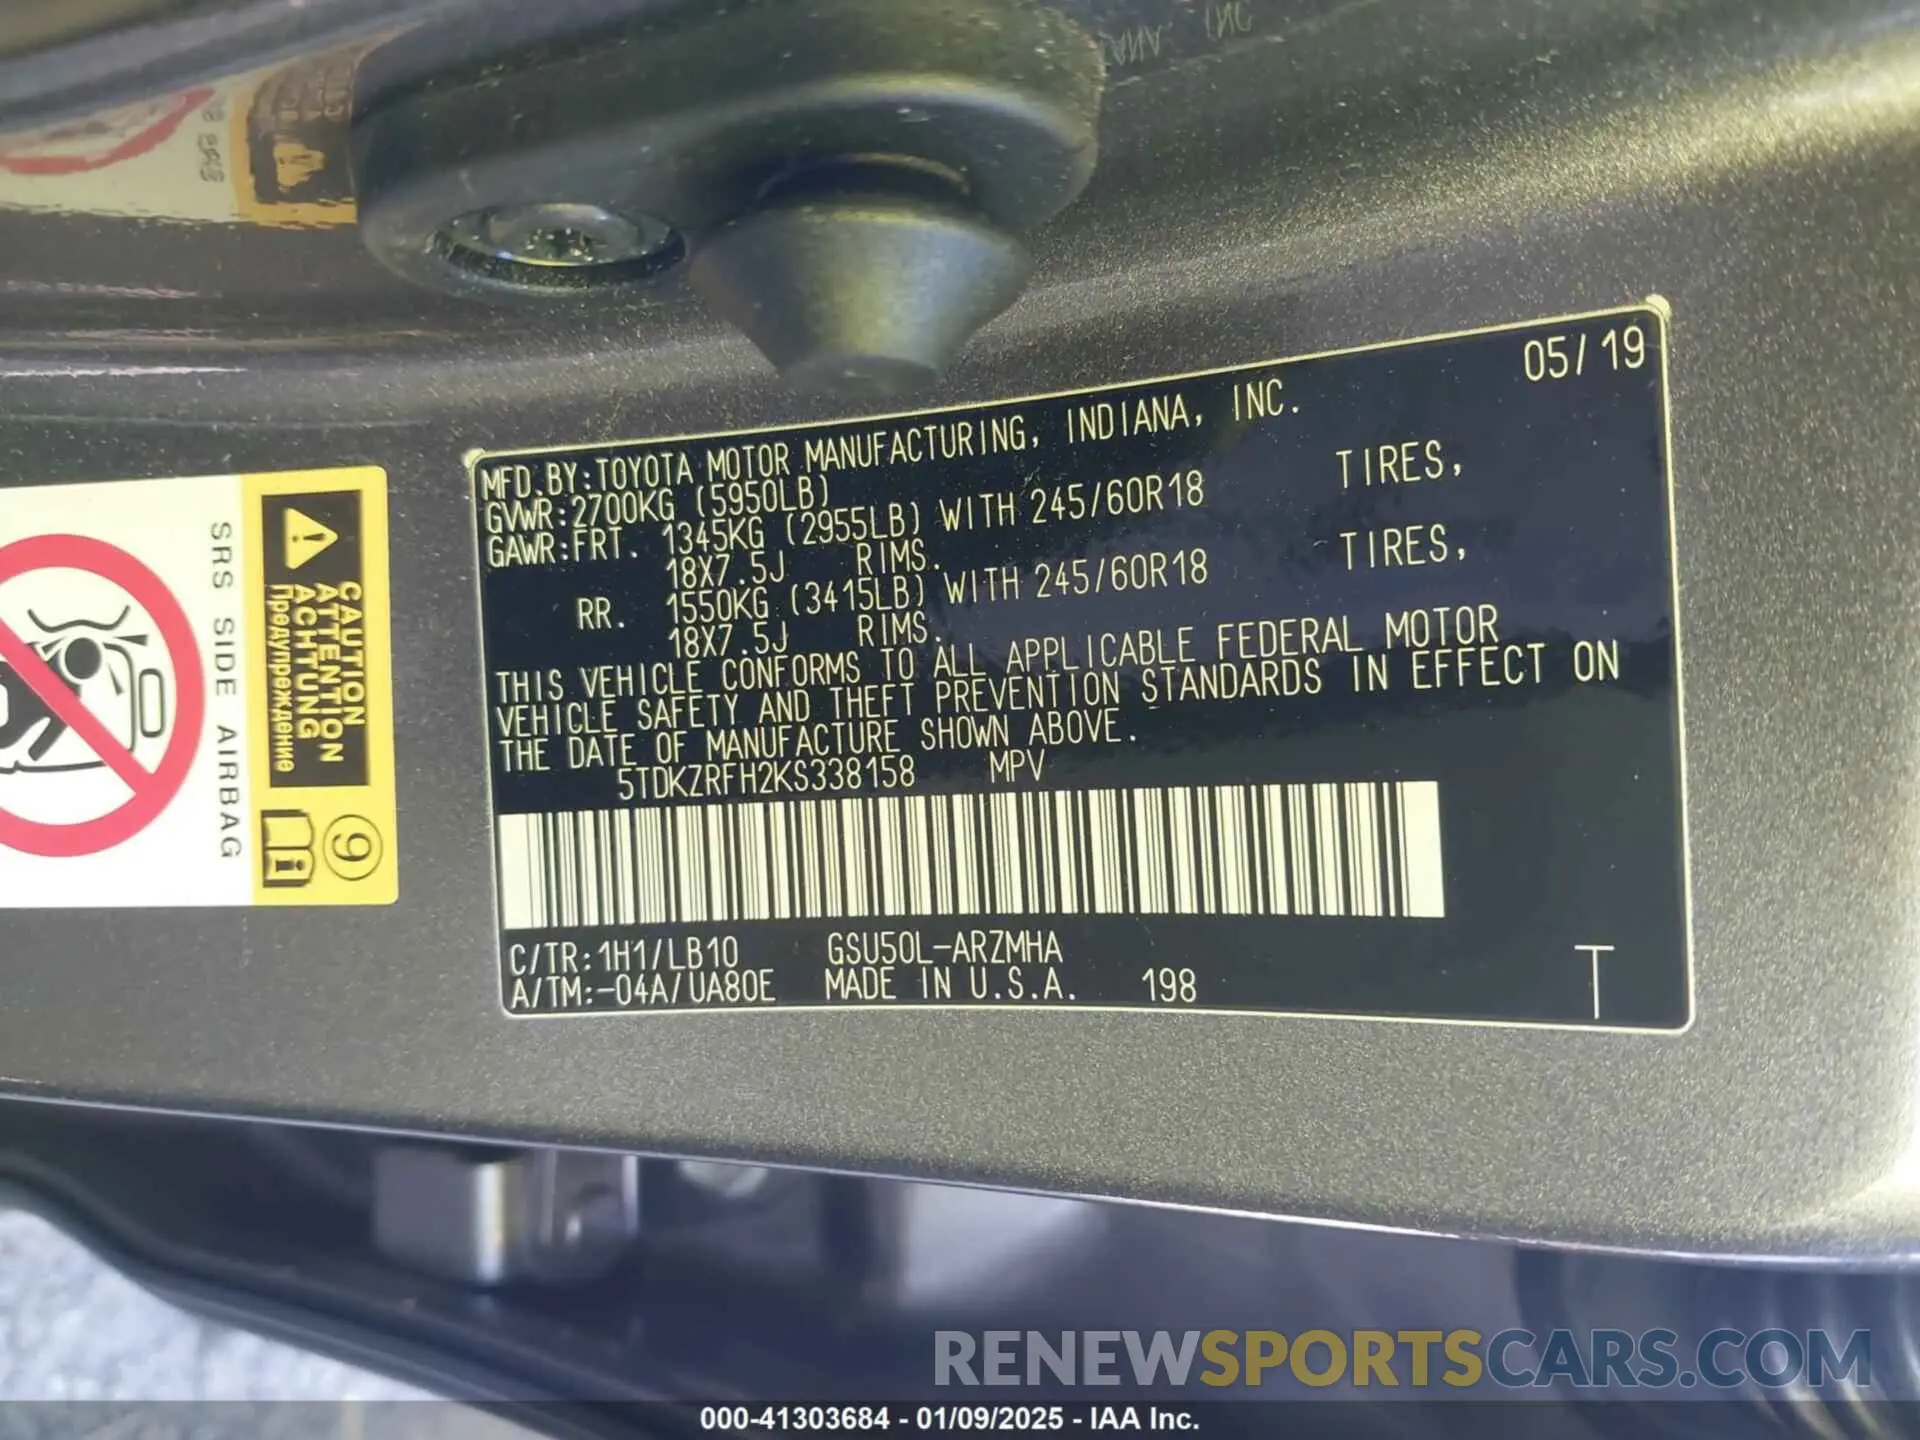 05/19
MFD.BY:TOYOTA MOTOR MANUFACTURING, INDIANA, INC.
GVWR:2700KG (5950LB)
GAWR:FRT. 1345KG (2955LB) WITH 245/60R18 TIRES,
18X7.5J RIMS.
RR. 1550KG (3415LB) WITH 245/60R18 TIRES,
18X7.5J RIMS.
THIS VEHICLE CONFORMS TO ALL APPLICABLE FEDERAL MOTOR
VEHICLE SAFETY AND THEFT PREVENTION STANDARDS IN EFFECT ON
THE DATE OF MANUFACTURE SHOWN ABOVE.
5TDKZRFH2KS338158 MPV
C/TR:1H1/LB10 GSU50L-ARZMHA
A/TM:-04A/UA80E MADE IN U.S.A. 198
T
CAUTION
ATTENTION
ACHTUNG
Предупреждение
9
i
SRS SIDE AIRBAG
RENEWSPORTSCARS.COM
000-41303684 - 01/09/2025 - IAA Inc.